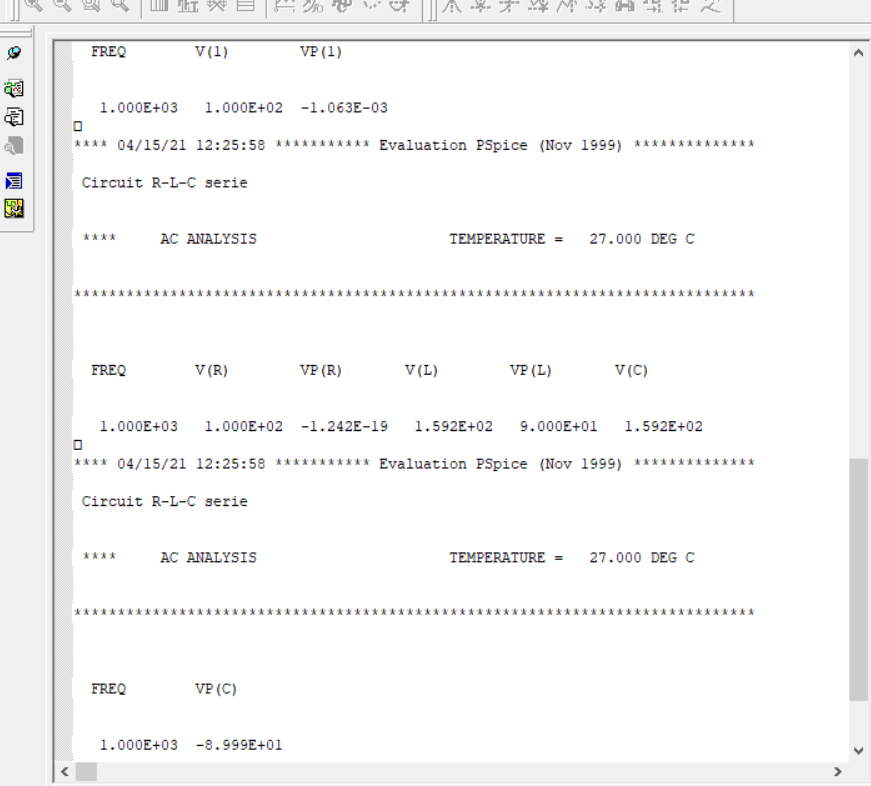 FREQ V(1) VP(1)
1.000E+03 1.000E+02 -1.063E-03
**** 04/15/21 12:25:58 *********** Evaluation PSpice (Nov 1999) **************
Circuit R-L-C serie
**** AC ANALYSIS TEMPERATURE = 27.000 DEG C
******************************************************************************
FREQ V(R) VP(R) V(L) VP(L) V(C)
1.000E+03 1.000E+02 -1.242E-19 1.592E+02 9.000E+01 1.592E+02
**** 04/15/21 12:25:58 *********** Evaluation PSpice (Nov 1999) **************
Circuit R-L-C serie
**** AC ANALYSIS TEMPERATURE = 27.000 DEG C
******************************************************************************
FREQ VP(C)
1.000E+03 -8.999E+01